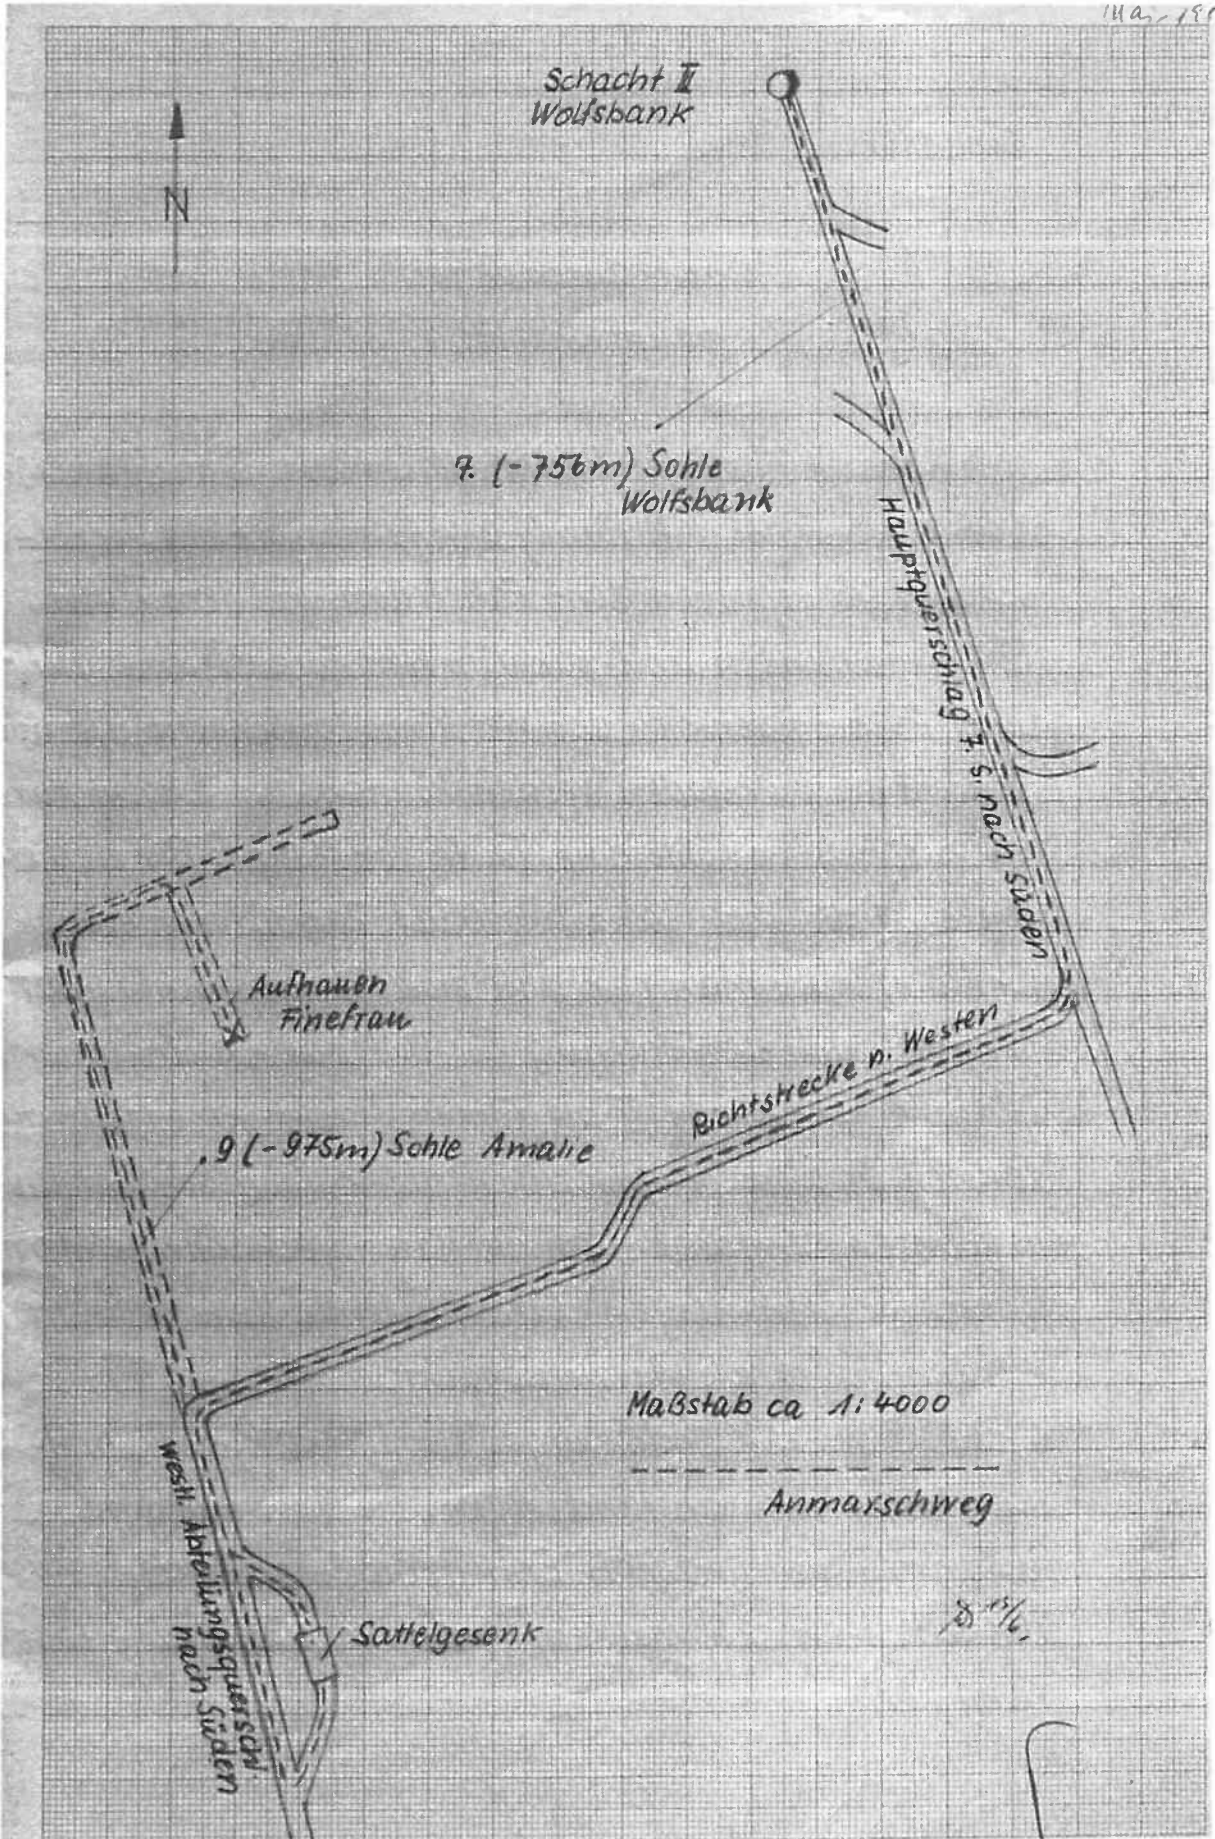 Schacht II
Wolfsbank
N
7. (-756m) Sohle
Wolfsbank
Hauptquerschlag 7. S. nach Süden
Aufhauen
Finefrau
Richtstrecke n. Westen
9 (-975m) Sohle Amalie
Maßstab ca 1:4000
Anmarschweg
westl. Abteilungsquerschl.
nach Süden
Sattelgesenk